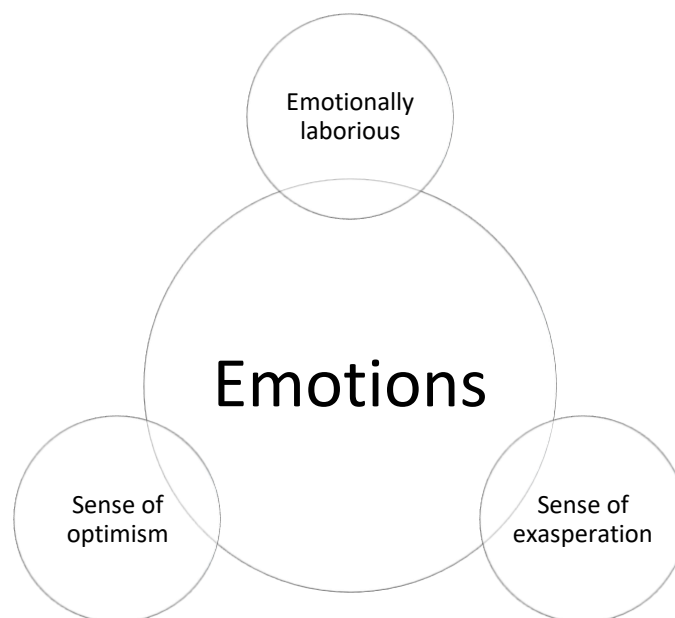 Emotionally
laborious
Emotions
Sense of
optimism
Sense of
exasperation